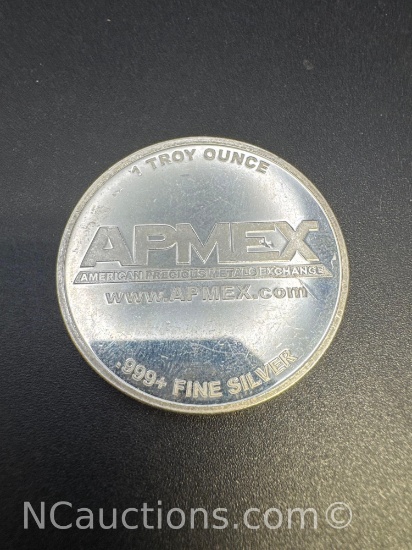 1 TROY OUNCE
APMEX
AMERICAN PRECIOUS METALS EXCHANGE
www.APMEX.com
.999+ FINE SILVER
NCauctions.com©